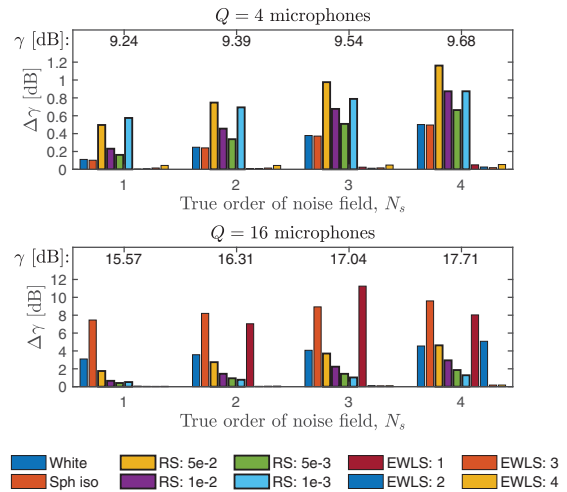 Q = 4 microphones
γ [dB]: 9.24 9.39 9.54 9.68
Δγ [dB]
1.2
1
0.8
0.6
0.4
0.2
0
1 2 3 4
True order of noise field, Nₛ
Q = 16 microphones
γ [dB]: 15.57 16.31 17.04 17.71
Δγ [dB]
12
10
8
6
4
2
0
1 2 3 4
True order of noise field, Nₛ
White RS: 5e-2 RS: 5e-3 EWLS: 1 EWLS: 3
Sph iso RS: 1e-2 RS: 1e-3 EWLS: 2 EWLS: 4